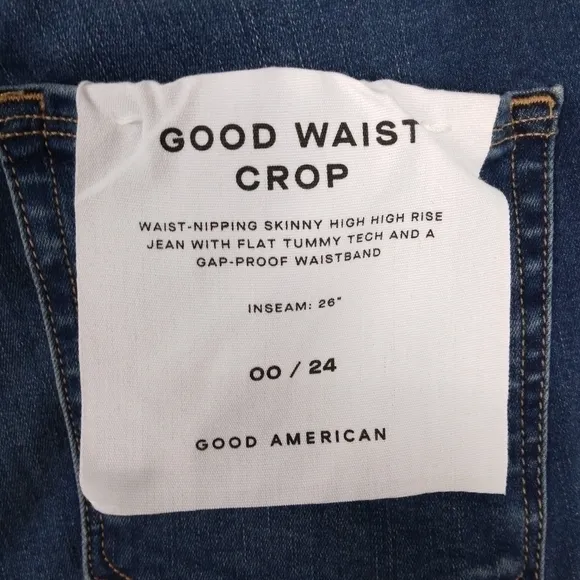 GOOD WAIST
CROP
WAIST-NIPPING SKINNY HIGH HIGH RISE
JEAN WITH FLAT TUMMY TECH AND A
GAP-PROOF WAISTBAND
INSEAM: 26"
00 / 24
GOOD AMERICAN